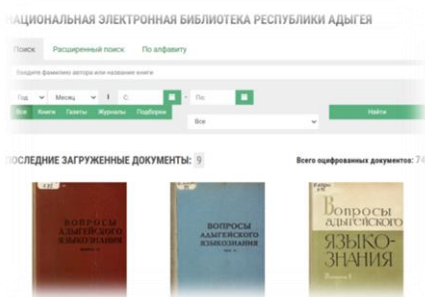 НАЦИОНАЛЬНАЯ ЭЛЕКТРОННАЯ БИБЛИОТЕКА РЕСПУБЛИКИ АДЫГЕЯ
Поиск Расширенный поиск По алфавиту
Введите фамилию автора или название книги
Год Месяц С: - По:
Все Книги Газеты Журналы Подборки Все Найти
ПОСЛЕДНИЕ ЗАГРУЖЕННЫЕ ДОКУМЕНТЫ: 9 Всего оцифрованных документов: 74
ВОПРОСЫ АДЫГЕЙСКОГО ЯЗЫКОЗНАНИЯ
ВОПРОСЫ АДЫГЕЙСКОГО ЯЗЫКОЗНАНИЯ
Вопросы
адыгейского
ЯЗЫКО-
ЗНАНИЯ